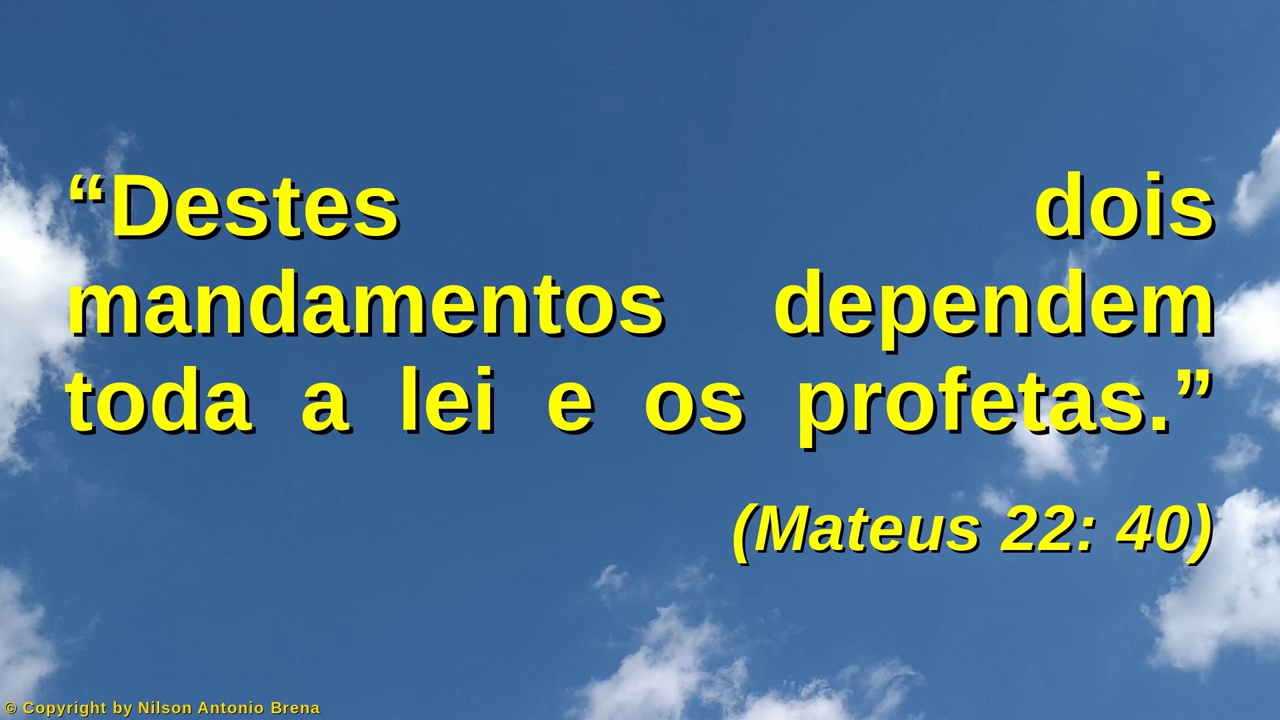 “Destes dois
mandamentos dependem
toda a lei e os profetas.”
(Mateus 22: 40)
© Copyright by Nilson Antonio Brena